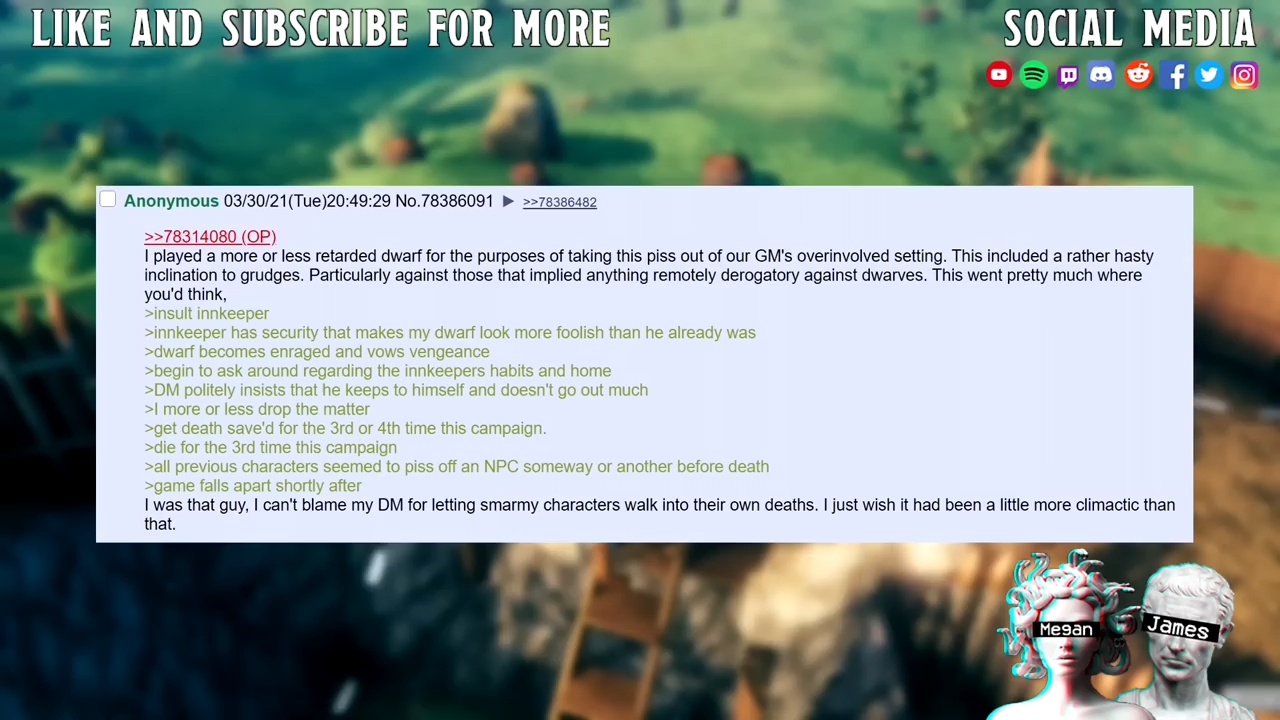 LIKE AND SUBSCRIBE FOR MORE
SOCIAL MEDIA
Anonymous 03/30/21(Tue)20:49:29 No.78386091 ▶ >>78386482
>>78314080 (OP)
I played a more or less retarded dwarf for the purposes of taking this piss out of our GM's overinvolved setting. This included a rather hasty
inclination to grudges. Particularly against those that implied anything remotely derogatory against dwarves. This went pretty much where
you'd think,
>insult innkeeper
>innkeeper has security that makes my dwarf look more foolish than he already was
>dwarf becomes enraged and vows vengeance
>begin to ask around regarding the innkeepers habits and home
>DM politely insists that he keeps to himself and doesn't go out much
>I more or less drop the matter
>get death save'd for the 3rd or 4th time this campaign.
>die for the 3rd time this campaign
>all previous characters seemed to piss off an NPC someway or another before death
>game falls apart shortly after
I was that guy, I can't blame my DM for letting smarmy characters walk into their own deaths. I just wish it had been a little more climactic than
that.
Megan
James